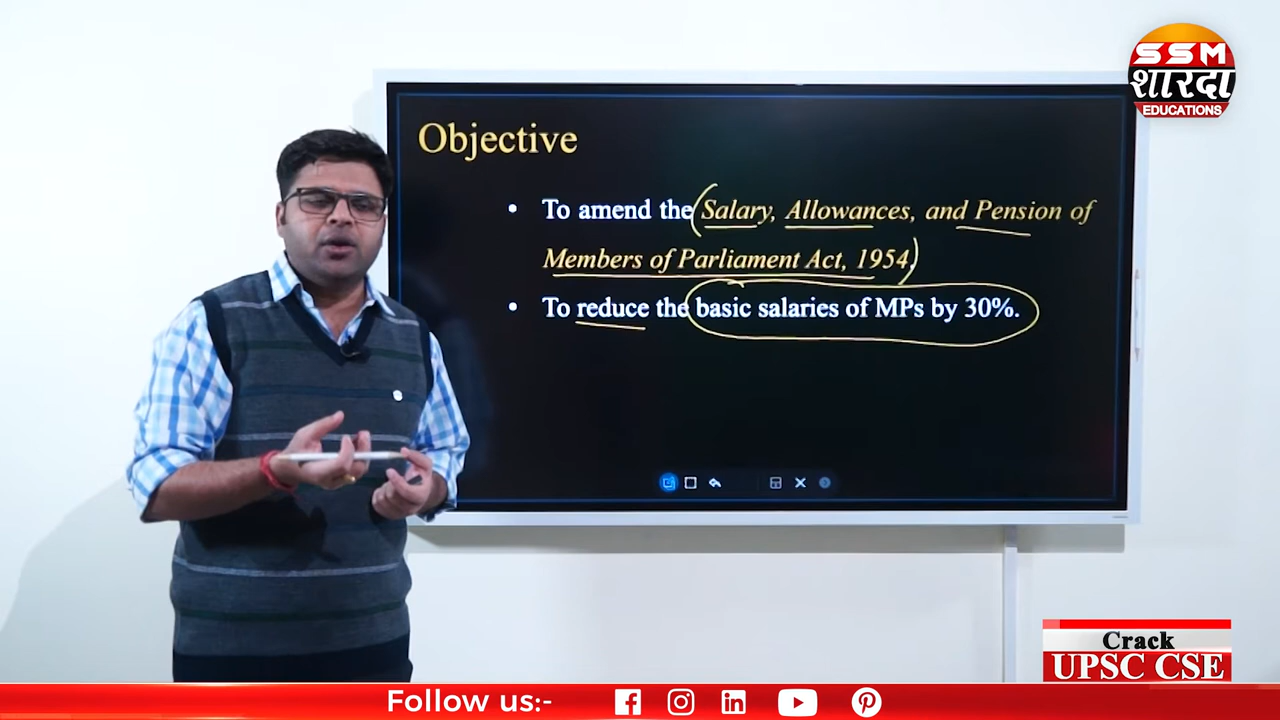 SSM
शारदा
EDUCATIONS
Objective
• To amend the Salary, Allowances, and Pension of
Members of Parliament Act, 1954,
• To reduce the basic salaries of MPs by 30%.
Crack
UPSC CSE
Follow us:-